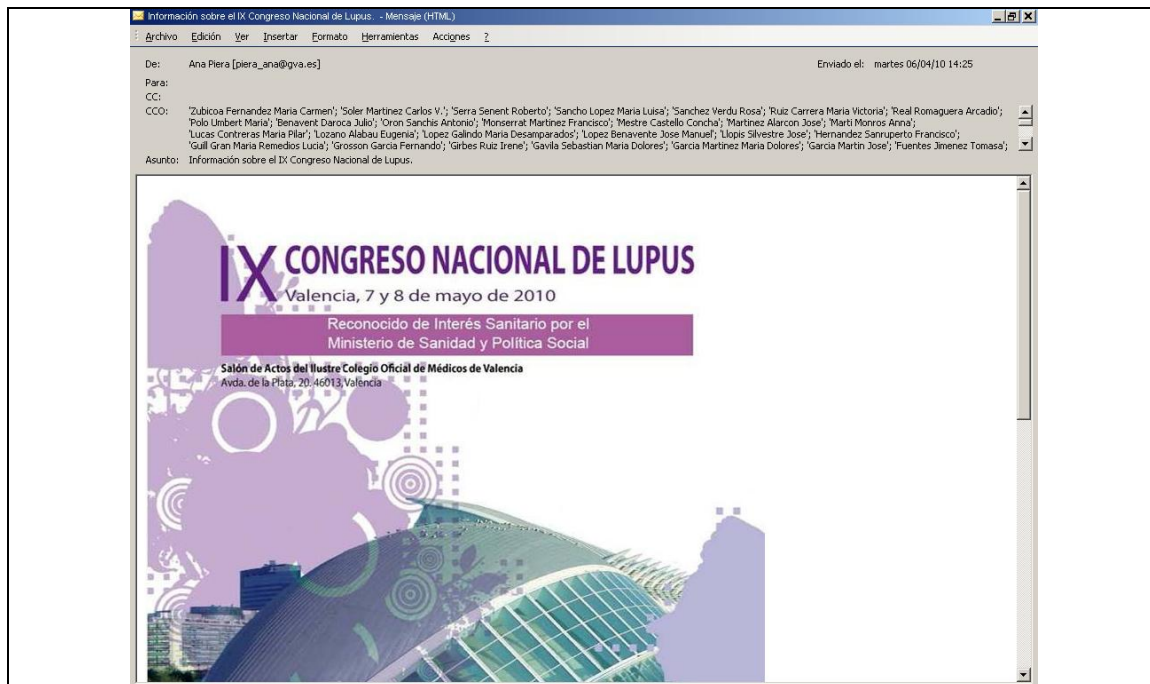 Información sobre el IX Congreso Nacional de Lupus. - Mensaje (HTML)
Archivo Edición Ver Insertar Formato Herramientas Acciones ?
De: Ana Piera [piera_ana@gva.es] Enviado el: martes 06/04/10 14:25
Para:
CC:
CCO: 'Zubicoa Fernandez Maria Carmen'; 'Soler Martinez Carlos V.'; 'Serra Senent Roberto'; 'Sancho Lopez Maria Luisa'; 'Sanchez Verdu Rosa'; 'Ruiz Carrera Maria Victoria'; 'Real Romaguera Arcadio';
'Polo Umbert Maria'; 'Benavent Daroca Julio'; 'Oron Sanchis Antonio'; 'Monserrat Martinez Francisco'; 'Mestre Castello Concha'; 'Martinez Alarcon Jose'; 'Marti Monros Anna';
'Lucas Contreras Maria Pilar'; 'Lozano Alabau Eugenia'; 'Lopez Galindo Maria Desamparados'; 'Lopez Benavente Jose Manuel'; 'Llopis Silvestre Jose'; 'Hernandez Sanruperto Francisco';
'Guill Gran Maria Remedios Lucia'; 'Grosson Garcia Fernando'; 'Girbes Ruiz Irene'; 'Gavila Sebastian Maria Dolores'; 'Garcia Martinez Maria Dolores'; 'Garcia Martin Jose'; 'Fuentes Jimenez Tomasa';
Asunto: Información sobre el IX Congreso Nacional de Lupus.
IX CONGRESO NACIONAL DE LUPUS
Valencia, 7 y 8 de mayo de 2010
Reconocido de Interés Sanitario por el
Ministerio de Sanidad y Política Social
Salón de Actos del Ilustre Colegio Oficial de Médicos de Valencia
Avda. de la Plata, 20. 46013, Valencia